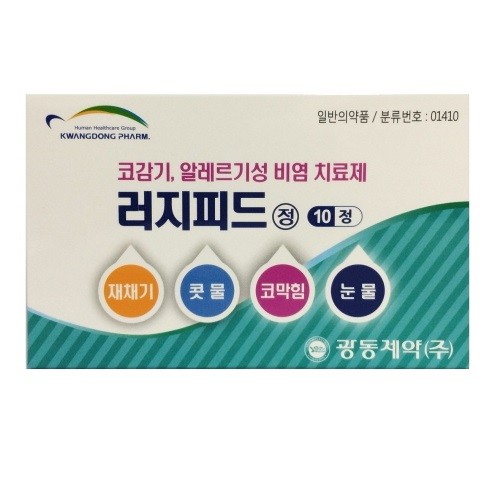 Human Healthcare Group
KWANGDONG PHARM.
일반의약품 / 분류번호 : 01410
코감기, 알레르기성 비염 치료제
러지피드 정 10 정
재채기 콧물 코막힘 눈물
광동제약(주)